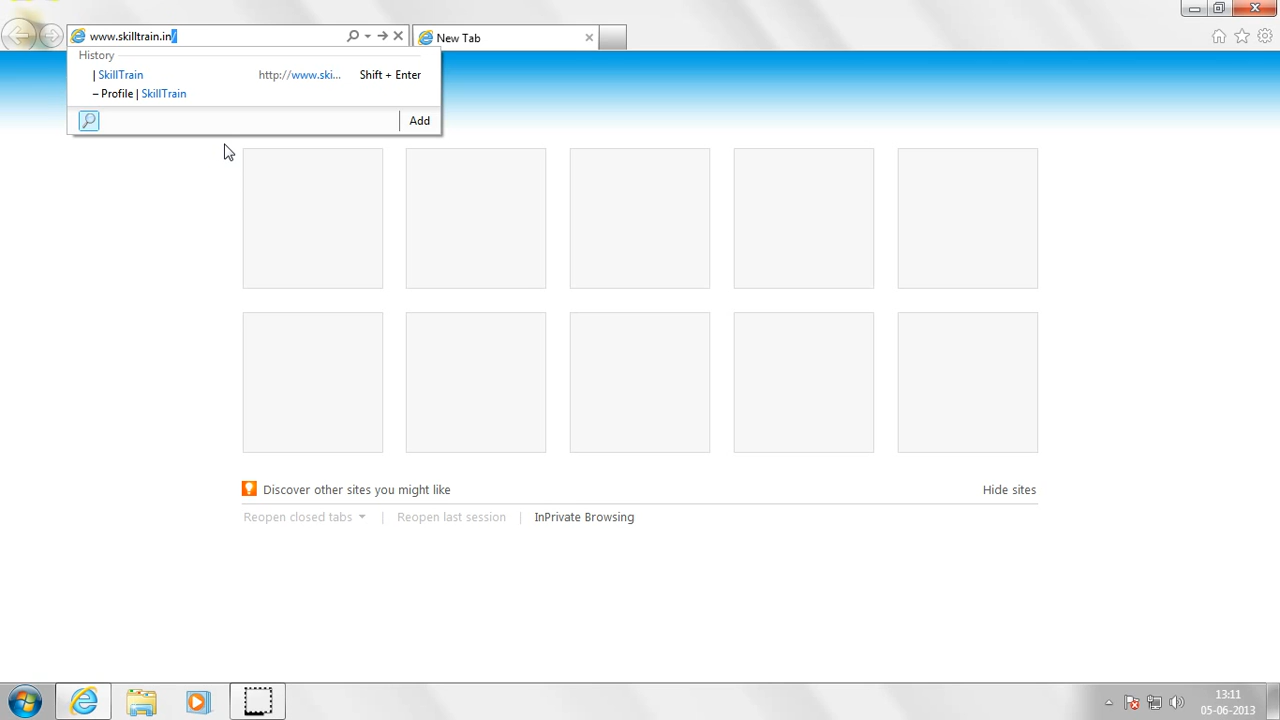 www.skilltrain.in/
New Tab
History
| SkillTrain http://www.ski... Shift + Enter
– Profile | SkillTrain
Add
Discover other sites you might like
Hide sites
Reopen closed tabs | Reopen last session | InPrivate Browsing
13:11
05-06-2013